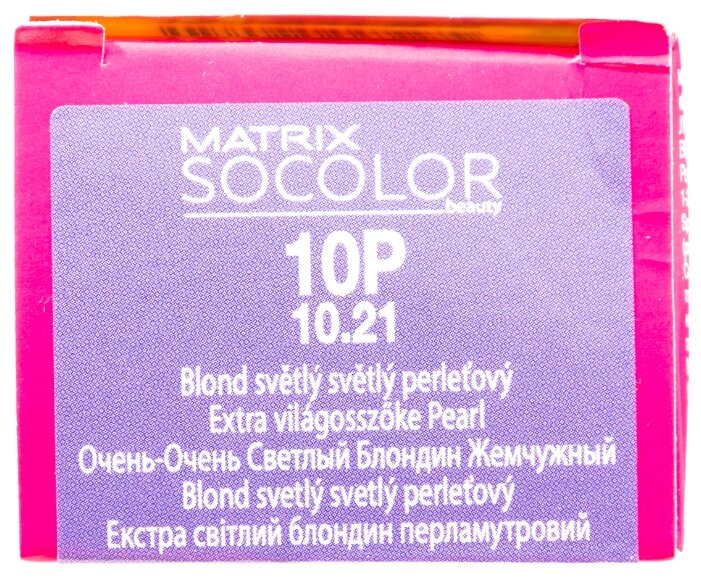 MATRIX
SOCOLOR
beauty
10P
10.21
Blond světlý světlý perleťový
Extra világosszőke Pearl
Очень-Очень Светлый Блондин Жемчужный
Blond svetlý svetlý perleťový
Екстра світлий блондин перламутровий